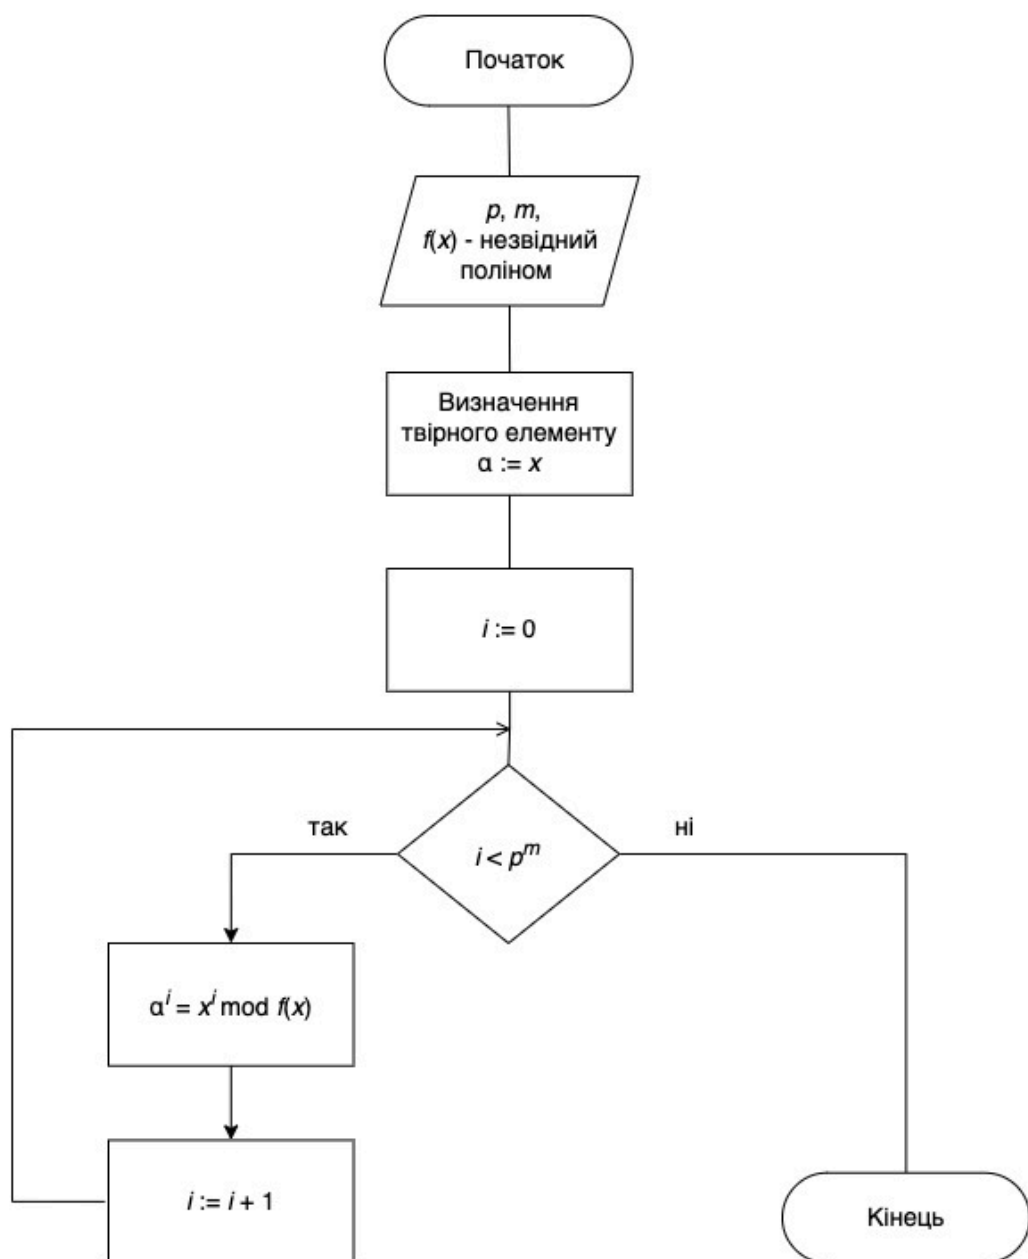 Початок
p, m,
f(x) - незвідний
поліном
Визначення
твірного елементу
α := x
i := 0
так
ні
i < p^m
α^i = x^i mod f(x)
i := i + 1
Кінець